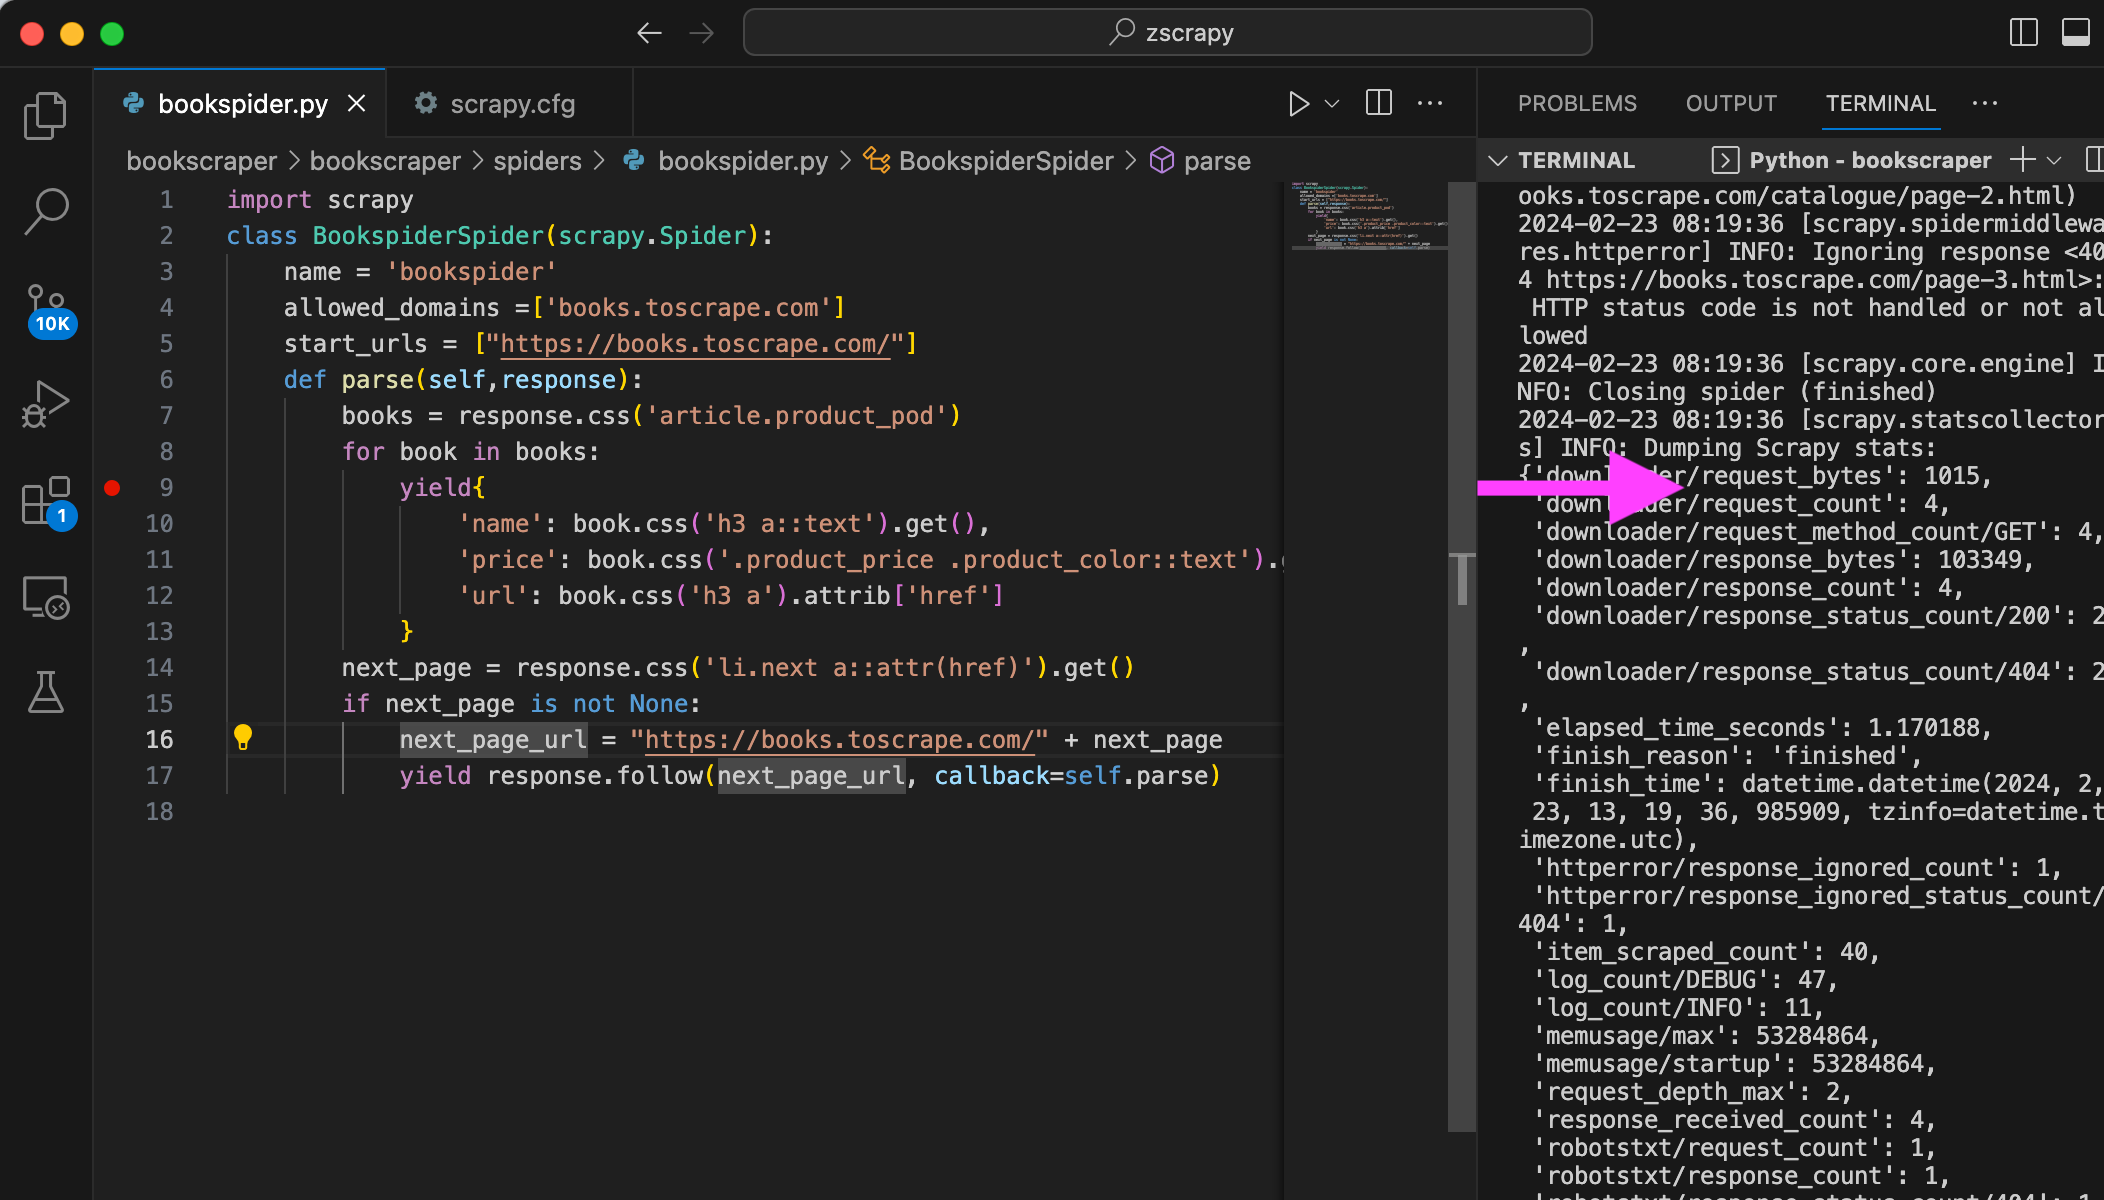 zscrapy
bookspider.py
scrapy.cfg
PROBLEMS OUTPUT TERMINAL
bookscraper > bookscraper > spiders > bookspider.py > BookspiderSpider > parse
TERMINAL
Python - bookscraper
10K
1
1 import scrapy
2 class BookspiderSpider(scrapy.Spider):
3 name = 'bookspider'
4 allowed_domains =['books.toscrape.com']
5 start_urls = ["https://books.toscrape.com/"]
6 def parse(self,response):
7 books = response.css('article.product_pod')
8 for book in books:
9 yield{
10 'name': book.css('h3 a::text').get(),
11 'price': book.css('.product_price .product_color::text').
12 'url': book.css('h3 a').attrib['href']
13 }
14 next_page = response.css('li.next a::attr(href)').get()
15 if next_page is not None:
16 next_page_url = "https://books.toscrape.com/" + next_page
17 yield response.follow(next_page_url, callback=self.parse)
18
ooks.toscrape.com/catalogue/page-2.html)
2024-02-23 08:19:36 [scrapy.spidermiddlewa
res.httperror] INFO: Ignoring response <40
4 https://books.toscrape.com/page-3.html>:
HTTP status code is not handled or not al
lowed
2024-02-23 08:19:36 [scrapy.core.engine] I
NFO: Closing spider (finished)
2024-02-23 08:19:36 [scrapy.statscollector
s] INFO: Dumping Scrapy stats:
{'downloader/request_bytes': 1015,
'downloader/request_count': 4,
'downloader/request_method_count/GET': 4,
'downloader/response_bytes': 103349,
'downloader/response_count': 4,
'downloader/response_status_count/200': 2
,
'downloader/response_status_count/404': 2
,
'elapsed_time_seconds': 1.170188,
'finish_reason': 'finished',
'finish_time': datetime.datetime(2024, 2,
23, 13, 19, 36, 985909, tzinfo=datetime.t
imezone.utc),
'httperror/response_ignored_count': 1,
'httperror/response_ignored_status_count/
404': 1,
'item_scraped_count': 40,
'log_count/DEBUG': 47,
'log_count/INFO': 11,
'memusage/max': 53284864,
'memusage/startup': 53284864,
'request_depth_max': 2,
'response_received_count': 4,
'robotstxt/request_count': 1,
'robotstxt/response_count': 1,